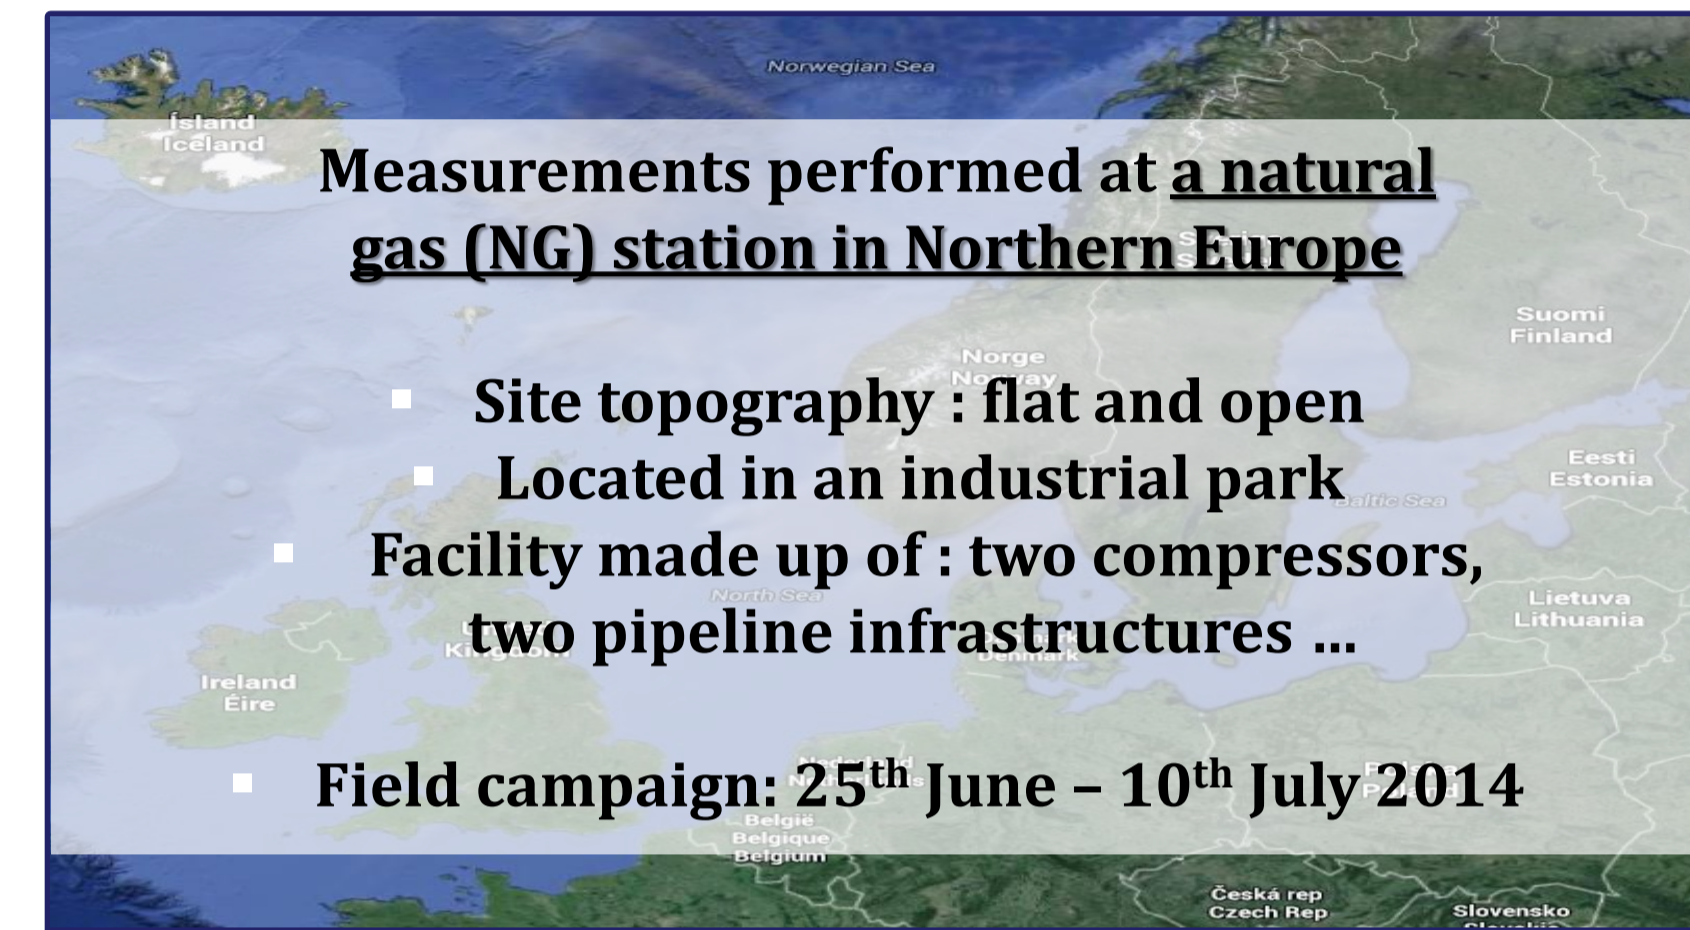 Norwegian Sea
Ísland
Iceland
Measurements performed at a natural
gas (NG) station in Northern Europe
Suomi
Finland
Norge
Norway
▪ Site topography : flat and open
Eesti
Estonia
▪ Located in an industrial park
Baltic Sea
▪ Facility made up of : two compressors,
North Sea
Lietuva
Lithuania
two pipeline infrastructures ...
Kingdom
Denmark
Ireland
Éire
▪ Field campaign: 25th June – 10th July 2014
België
Belgique
Belgium
Česká rep
Czech Rep
Slovensko